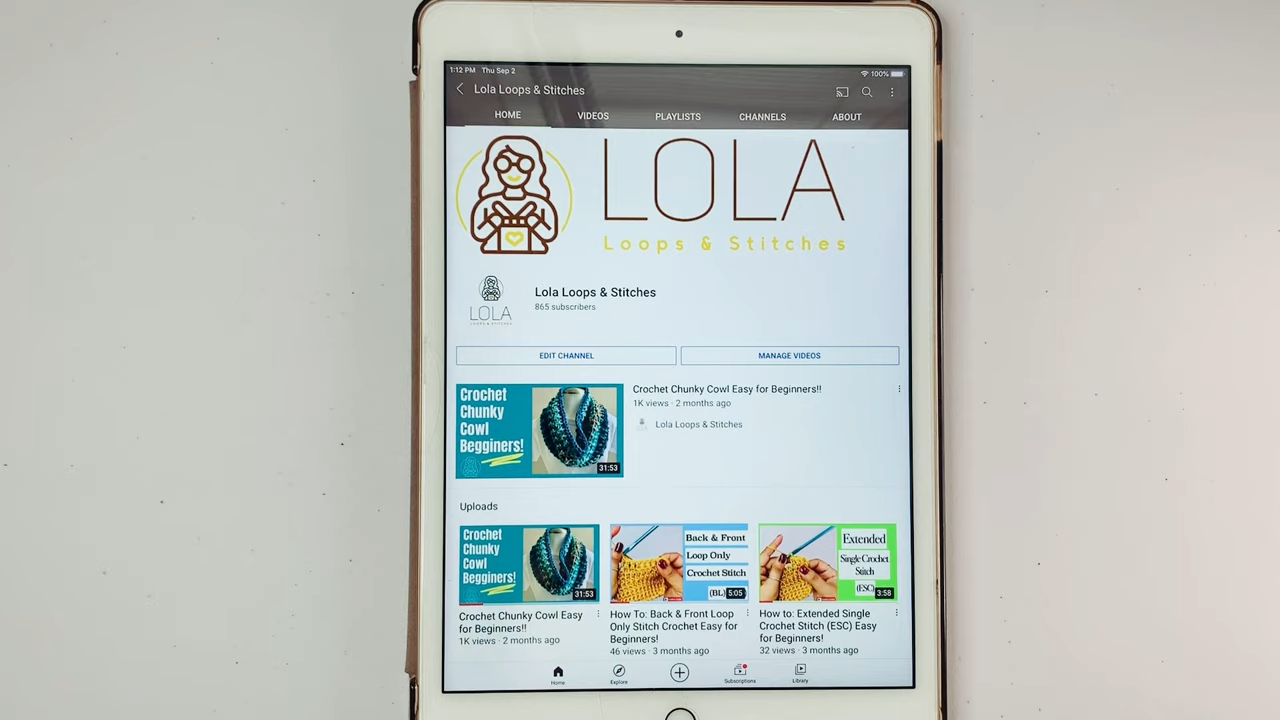 1:12 PM Thu Sep 2
100%
Lola Loops & Stitches
HOME VIDEOS PLAYLISTS CHANNELS ABOUT
LOLA
Loops & Stitches
Lola Loops & Stitches
865 subscribers
LOLA
LOOPS & STITCHES
EDIT CHANNEL MANAGE VIDEOS
Crochet
Chunky
Cowl
Begginers!
31:53
Crochet Chunky Cowl Easy for Beginners!!
1K views · 2 months ago
Lola Loops & Stitches
Uploads
Crochet
Chunky
Cowl
Begginers!
31:53
Crochet Chunky Cowl Easy
for Beginners!!
1K views · 2 months ago
Back & Front
Loop Only
Crochet Stitch
(BL)
5:05
How To: Back & Front Loop
Only Stitch Crochet Easy for
Beginners!
46 views · 3 months ago
Extended
Single Crochet
Stitch
(ESC)
3:58
How to: Extended Single
Crochet Stitch (ESC) Easy
for Beginners!
32 views · 3 months ago
Home Explore Subscriptions Library